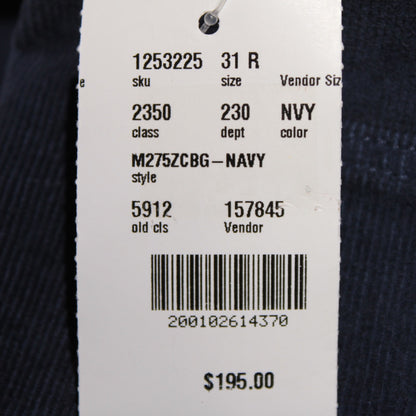 1253225 31 R
sku size Vendor Siz
2350 230 NVY
class dept color
M275ZCBG-NAVY
style
5912 157845
old cls Vendor
200102614370
$195.00